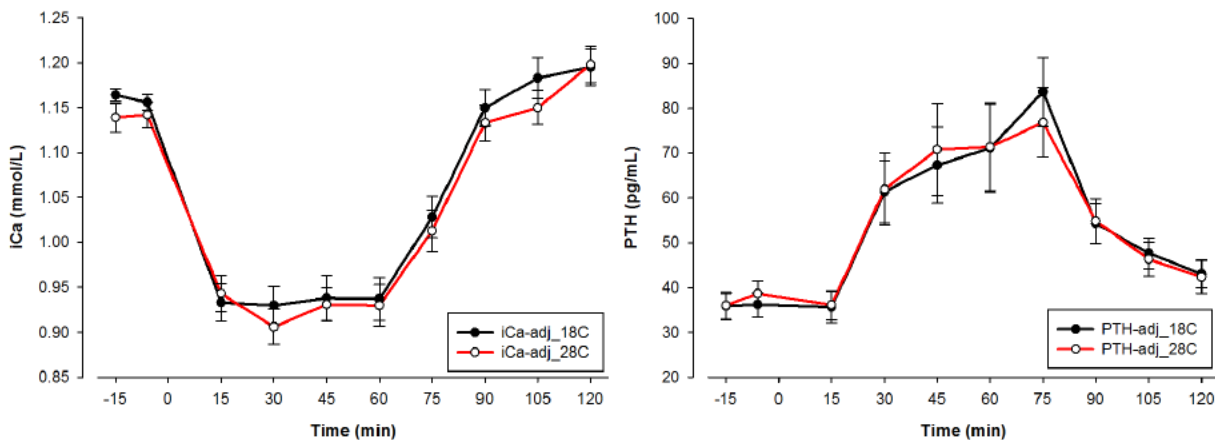 1.25
1.20
1.15
1.10
1.05
1.00
0.95
0.90
0.85
iCa (mmol/L)
-15 0 15 30 45 60 75 90 105 120
Time (min)
iCa-adj_18C
iCa-adj_28C
100
90
80
70
60
50
40
30
20
PTH (pg/mL)
-15 0 15 30 45 60 75 90 105 120
Time (min)
PTH-adj_18C
PTH-adj_28C